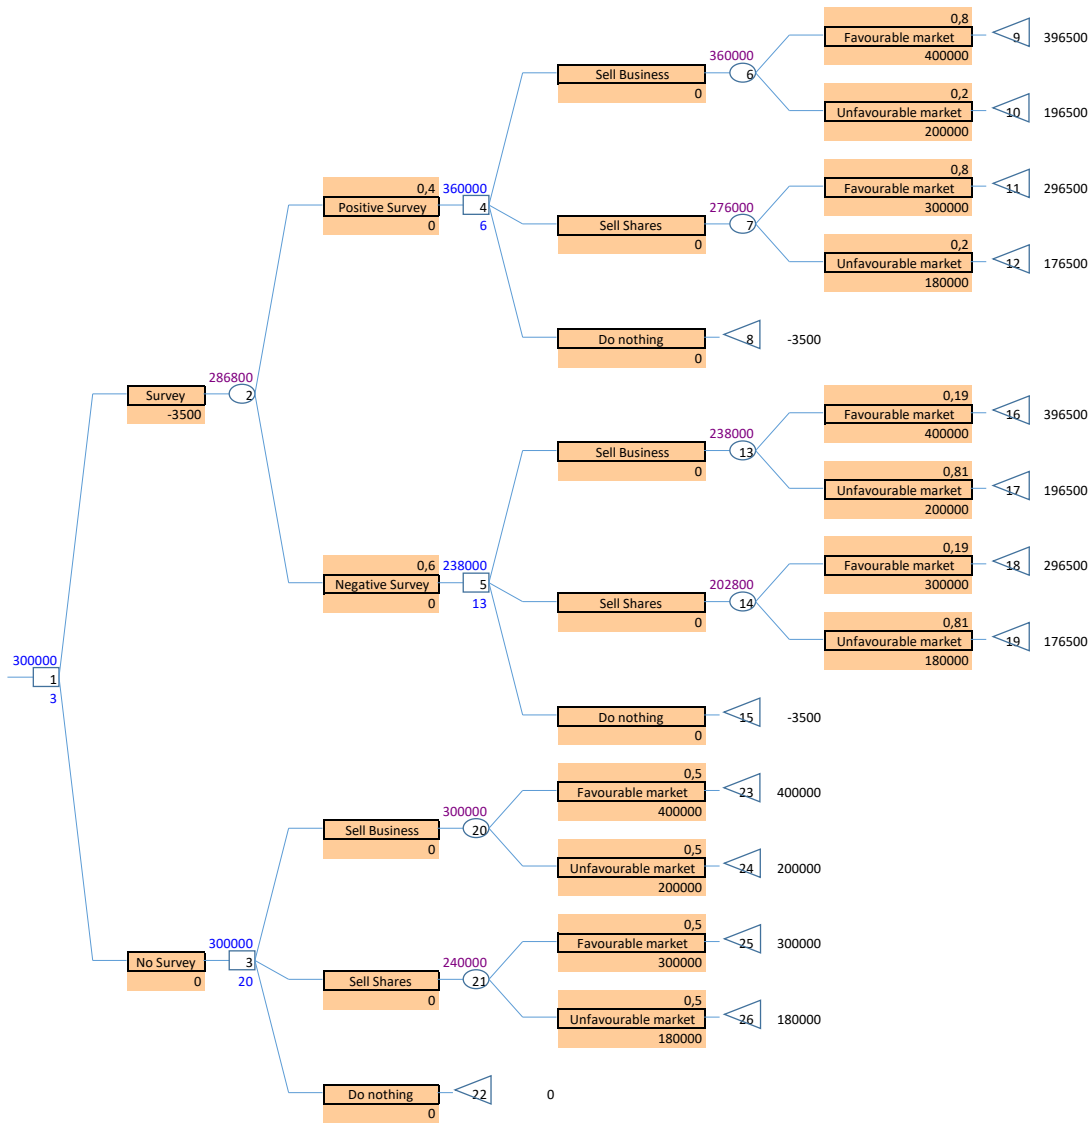 0,8
360000 Favourable market 9 396500
Sell Business 6 400000
0 0,2
Unfavourable market 10 196500
200000
0,8
0,4 360000 Favourable market 11 296500
Positive Survey 4 276000 300000
0 6 Sell Shares 7 0,2
0 Unfavourable market 12 176500
180000
Do nothing 8 -3500
0
286800 0,19
Survey 2 Favourable market 16 396500
-3500 238000 400000
Sell Business 13 0,81
0 Unfavourable market 17 196500
200000
0,19
0,6 238000 Favourable market 18 296500
Negative Survey 5 202800 300000
0 13 Sell Shares 14 0,81
0 Unfavourable market 19 176500
180000
300000
1
3
Do nothing 15 -3500
0
0,5
Favourable market 23 400000
300000 400000
Sell Business 20 0,5
0 Unfavourable market 24 200000
200000
0,5
300000 Favourable market 25 300000
No Survey 3 240000 300000
0 20 Sell Shares 21 0,5
0 Unfavourable market 26 180000
180000
Do nothing 22 0
0